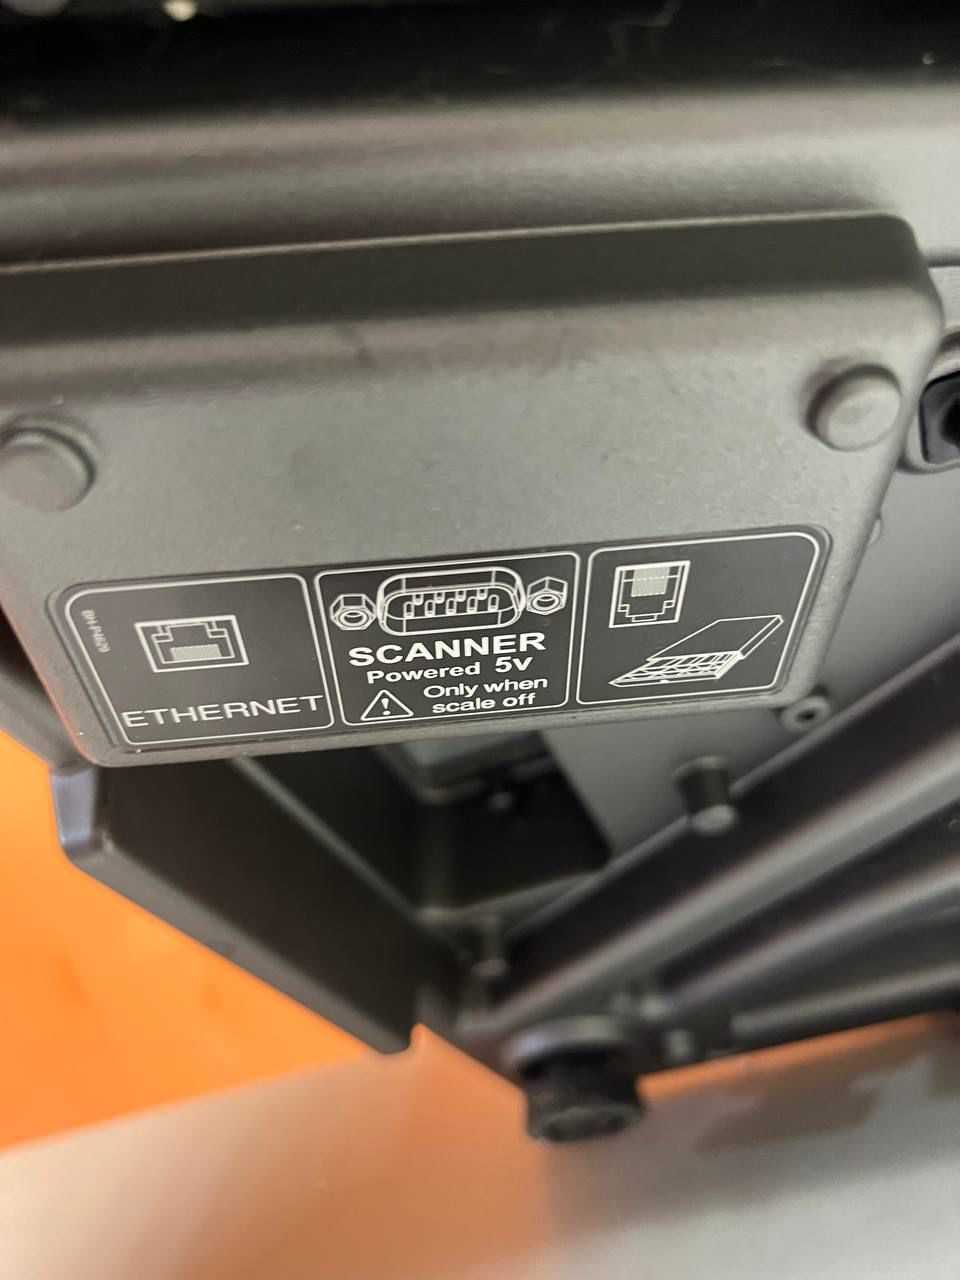 ETHERNET
SCANNER
Powered 5v
Only when
scale off